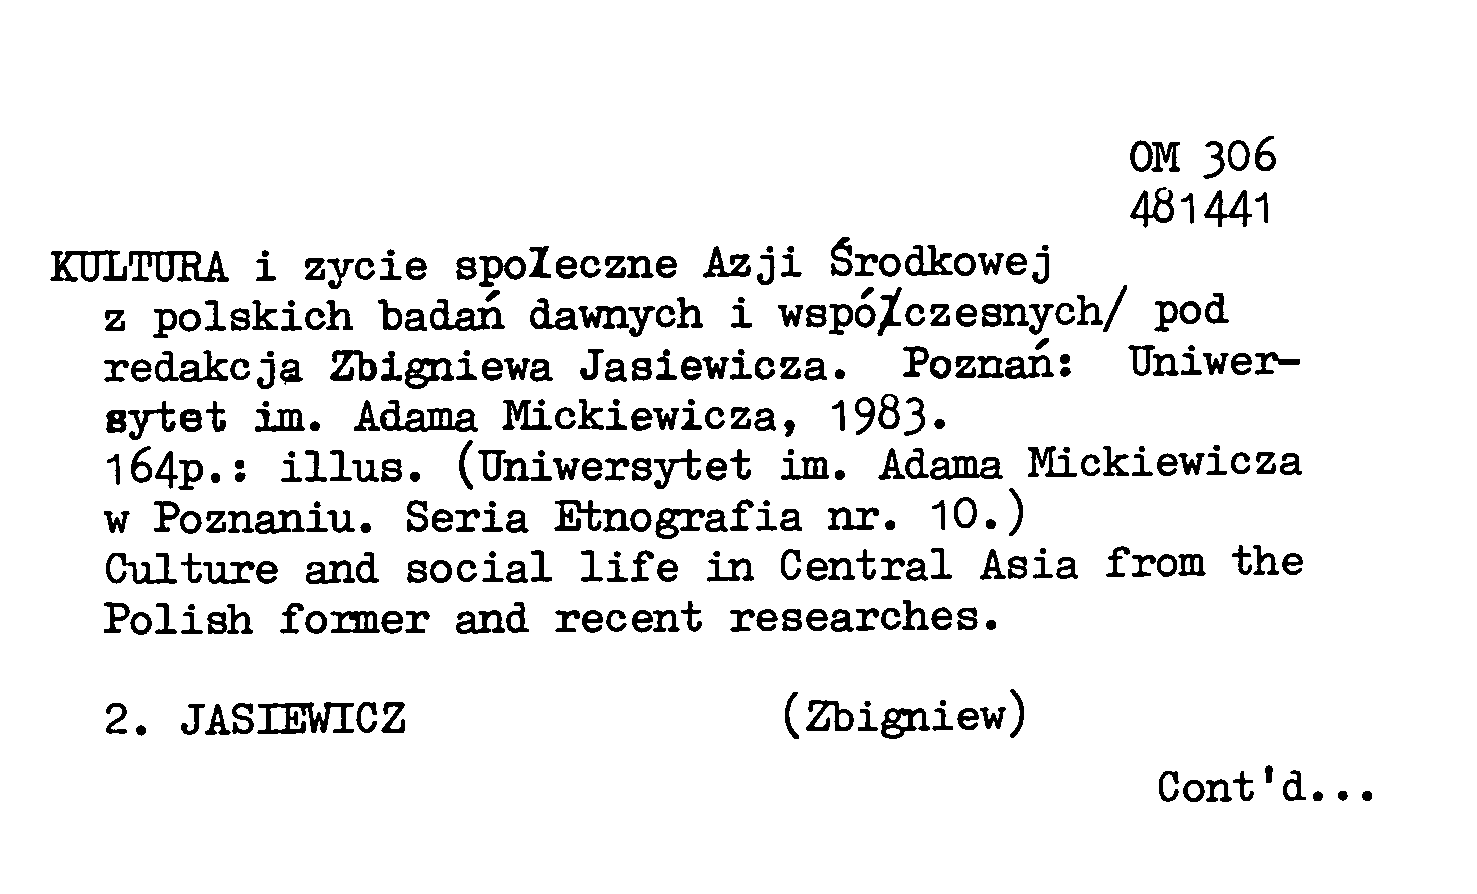 OM 306
481441
KULTURA i zycie społeczne Azji Środkowej
z polskich badań dawnych i współczesnych/ pod
redakcją Zbigniewa Jasiewicza. Poznań: Uniwer-
sytet im. Adama Mickiewicza, 1983.
164p.: illus. (Uniwersytet im. Adama Mickiewicza
w Poznaniu. Seria Etnografia nr. 10.)
Culture and social life in Central Asia from the
Polish former and recent researches.
2. JASIEWICZ (Zbigniew)
Cont'd...